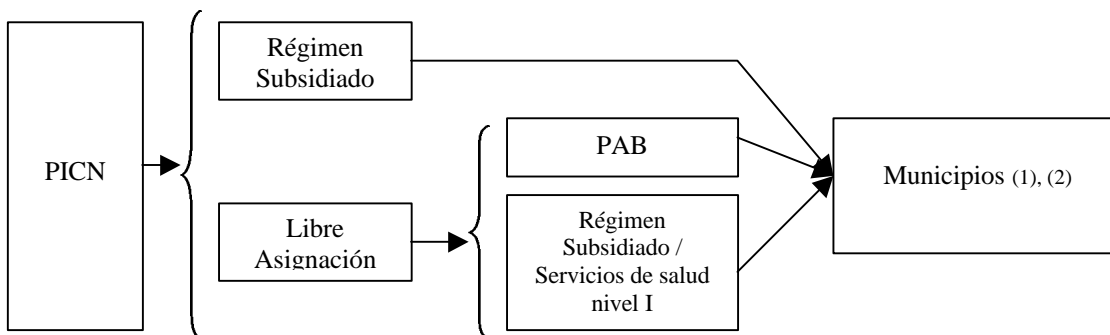 PICN
Régimen
Subsidiado
Libre
Asignación
PAB
Régimen
Subsidiado /
Servicios de salud
nivel I
Municipios (1), (2)